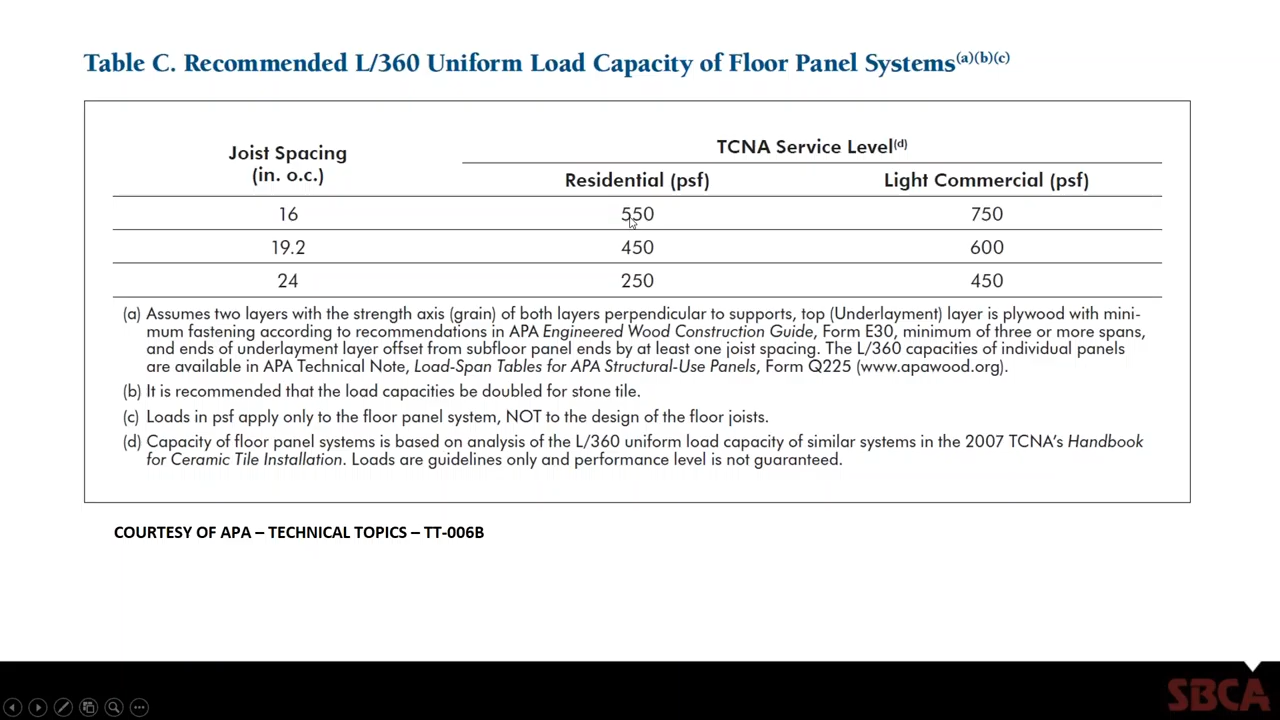 Table C. Recommended L/360 Uniform Load Capacity of Floor Panel Systems(a)(b)(c)
Joist Spacing
(in. o.c.)
TCNA Service Level(d)
Residential (psf)
Light Commercial (psf)
16 550 750
19.2 450 600
24 250 450
(a) Assumes two layers with the strength axis (grain) of both layers perpendicular to supports, top (Underlayment) layer is plywood with mini-
mum fastening according to recommendations in APA Engineered Wood Construction Guide, Form E30, minimum of three or more spans,
and ends of underlayment layer offset from subfloor panel ends by at least one joist spacing. The L/360 capacities of individual panels
are available in APA Technical Note, Load-Span Tables for APA Structural-Use Panels, Form Q225 (www.apawood.org).
(b) It is recommended that the load capacities be doubled for stone tile.
(c) Loads in psf apply only to the floor panel system, NOT to the design of the floor joists.
(d) Capacity of floor panel systems is based on analysis of the L/360 uniform load capacity of similar systems in the 2007 TCNA’s Handbook
for Ceramic Tile Installation. Loads are guidelines only and performance level is not guaranteed.
COURTESY OF APA – TECHNICAL TOPICS – TT-006B
SBCA